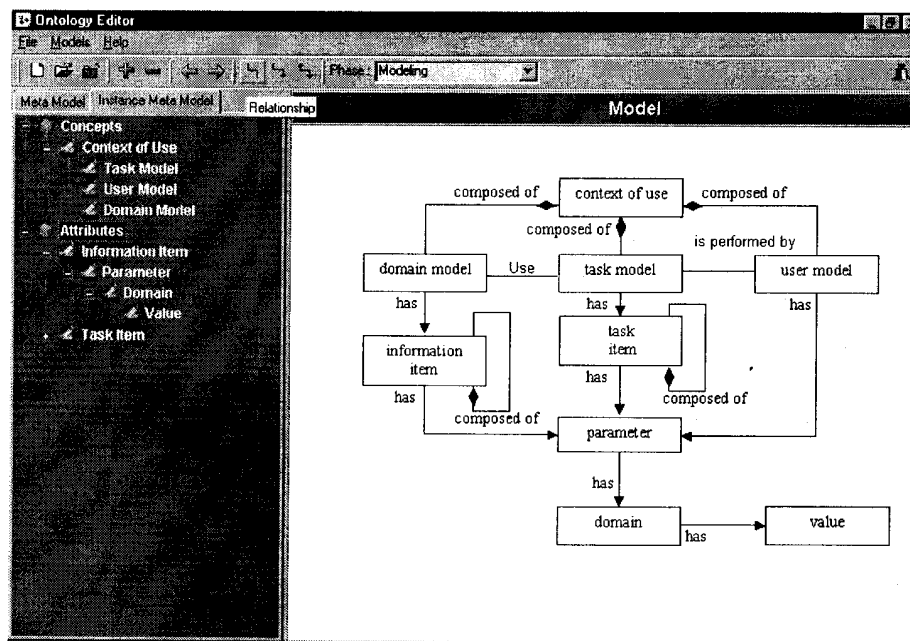 Ontology Editor
File Models Help
Phase: Modeling
Meta Model Instance Meta Model
Relationship
Model
Concepts
Context of Use
Task Model
User Model
Domain Model
Attributes
Information Item
Parameter
Domain
Value
Task Item
composed of
context of use
composed of
composed of
is performed by
domain model
Use
task model
user model
has
has
has
information
item
task
item
has
has
composed of
composed of
parameter
has
domain
has
value